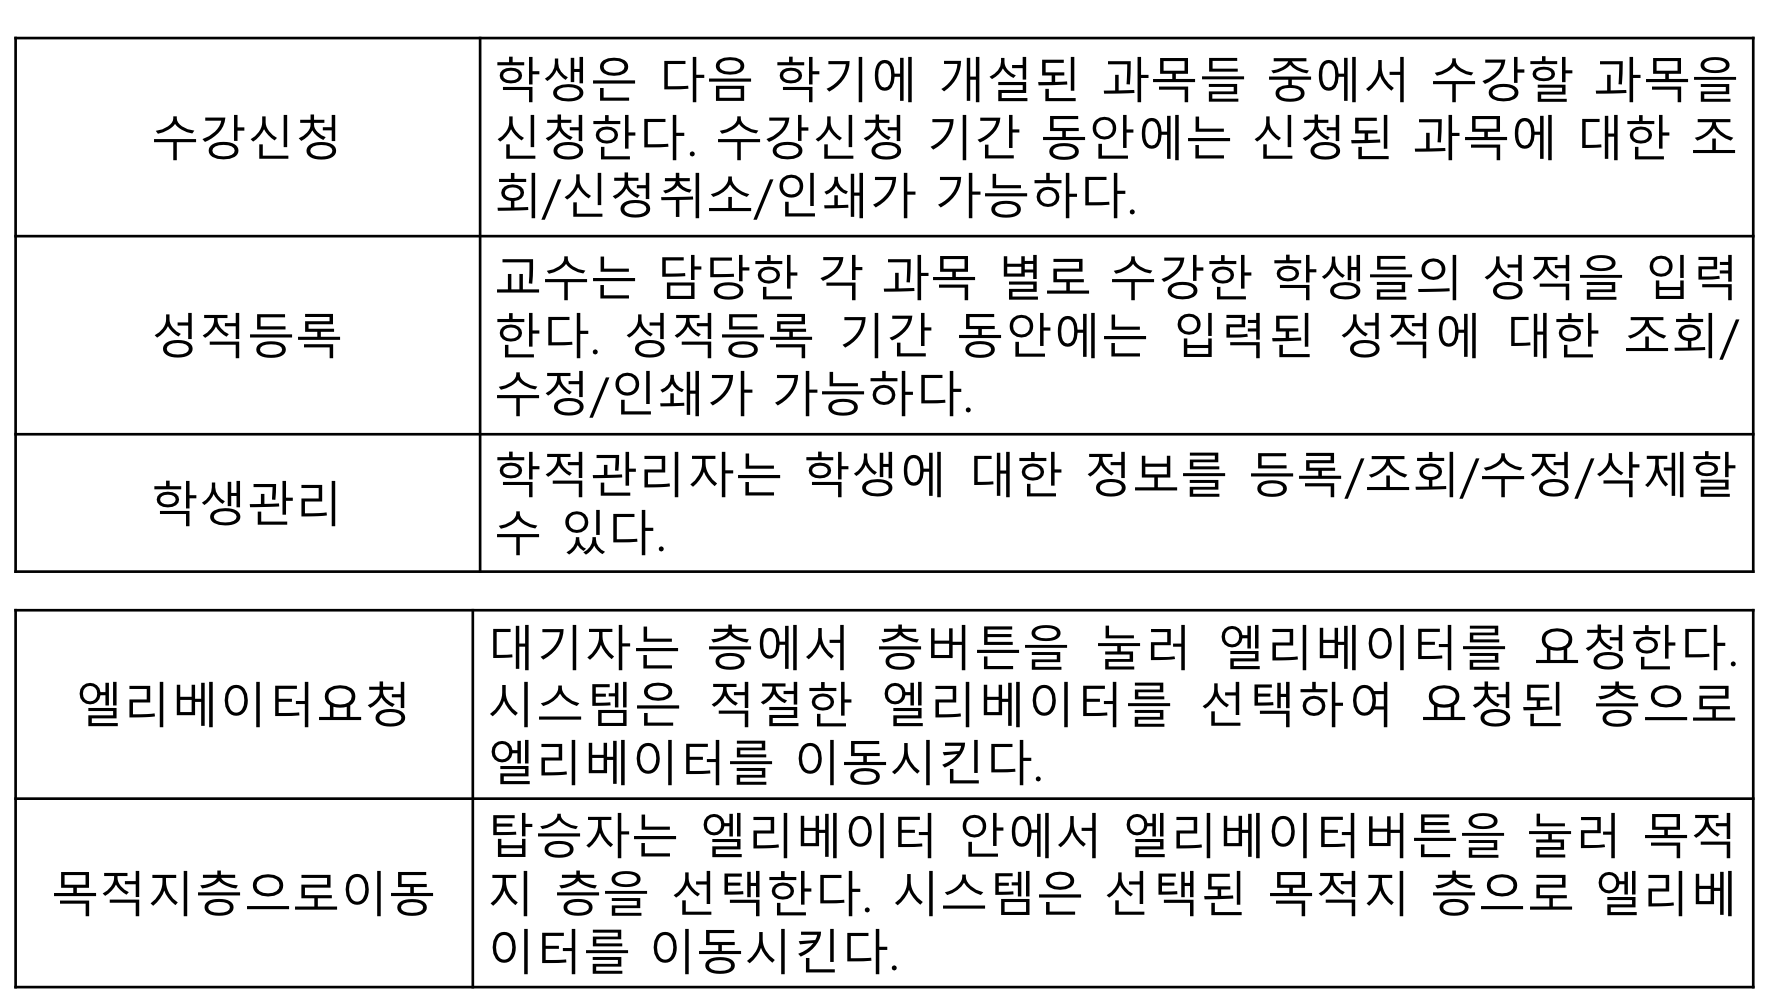 수강신청
학생은 다음 학기에 개설된 과목들 중에서 수강할 과목을
신청한다. 수강신청 기간 동안에는 신청된 과목에 대한 조
회/신청취소/인쇄가 가능하다.
성적등록
교수는 담당한 각 과목 별로 수강한 학생들의 성적을 입력
한다. 성적등록 기간 동안에는 입력된 성적에 대한 조회/
수정/인쇄가 가능하다.
학생관리
학적관리자는 학생에 대한 정보를 등록/조회/수정/삭제할
수 있다.
엘리베이터요청
대기자는 층에서 층버튼을 눌러 엘리베이터를 요청한다.
시스템은 적절한 엘리베이터를 선택하여 요청된 층으로
엘리베이터를 이동시킨다.
목적지층으로이동
탑승자는 엘리베이터 안에서 엘리베이터버튼을 눌러 목적
지 층을 선택한다. 시스템은 선택된 목적지 층으로 엘리베
이터를 이동시킨다.